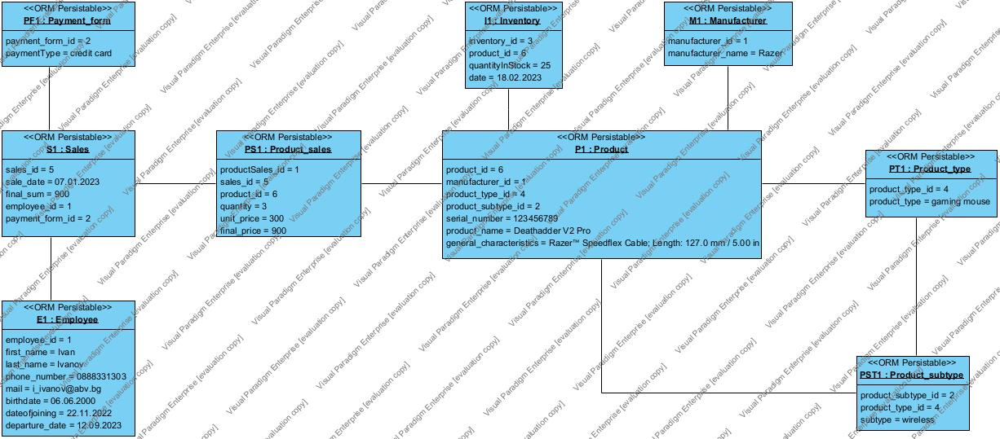 <<ORM Persistable>>
PF1 : Payment_form
payment_form_id = 2
paymentType = credit card
<<ORM Persistable>>
I1 : Inventory
inventory_id = 3
product_id = 6
quantityInStock = 25
date = 18.02.2023
<<ORM Persistable>>
M1 : Manufacturer
manufacturer_id = 1
manufacturer_name = Razer
<<ORM Persistable>>
S1 : Sales
sales_id = 5
sale_date = 07.01.2023
final_sum = 900
employee_id = 1
payment_form_id = 2
<<ORM Persistable>>
PS1 : Product_sales
productSales_id = 1
sales_id = 5
product_id = 6
quantity = 3
unit_price = 300
final_price = 900
<<ORM Persistable>>
P1 : Product
product_id = 6
manufacturer_id = 1
product_type_id = 4
product_subtype_id = 2
serial_number = 123456789
product_name = Deathadder V2 Pro
general_characteristics = Razer™ Speedflex Cable; Length: 127.0 mm / 5.00 in
<<ORM Persistable>>
PT1 : Product_type
product_type_id = 4
product_type = gaming mouse
<<ORM Persistable>>
E1 : Employee
employee_id = 1
first_name = Ivan
last_name = Ivanov
phone_number = 0888331303
mail = i_ivanov@abv.bg
birthdate = 06.06.2000
dateofjoining = 22.11.2022
departure_date = 12.09.2023
<<ORM Persistable>>
PST1 : Product_subtype
product_subtype_id = 2
product_type_id = 4
subtype = wireless
Visual Paradigm Enterprise [evaluation copy]